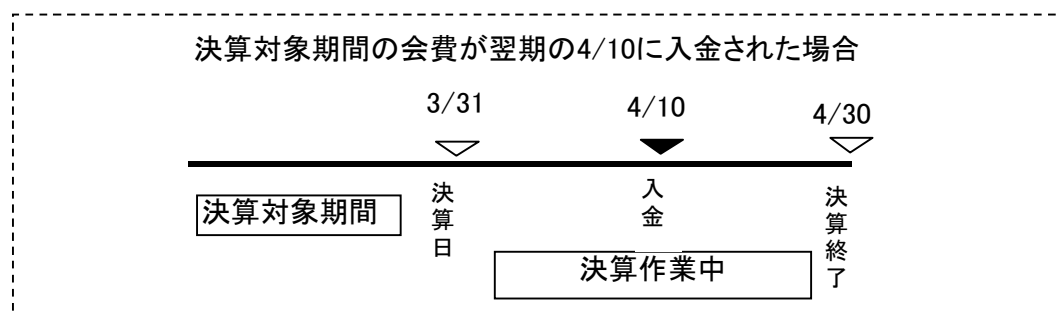 決算対象期間の会費が翌期の4/10に入金された場合
3/31
4/10
4/30
決算対象期間
決算日
入金
決算終了
決算作業中